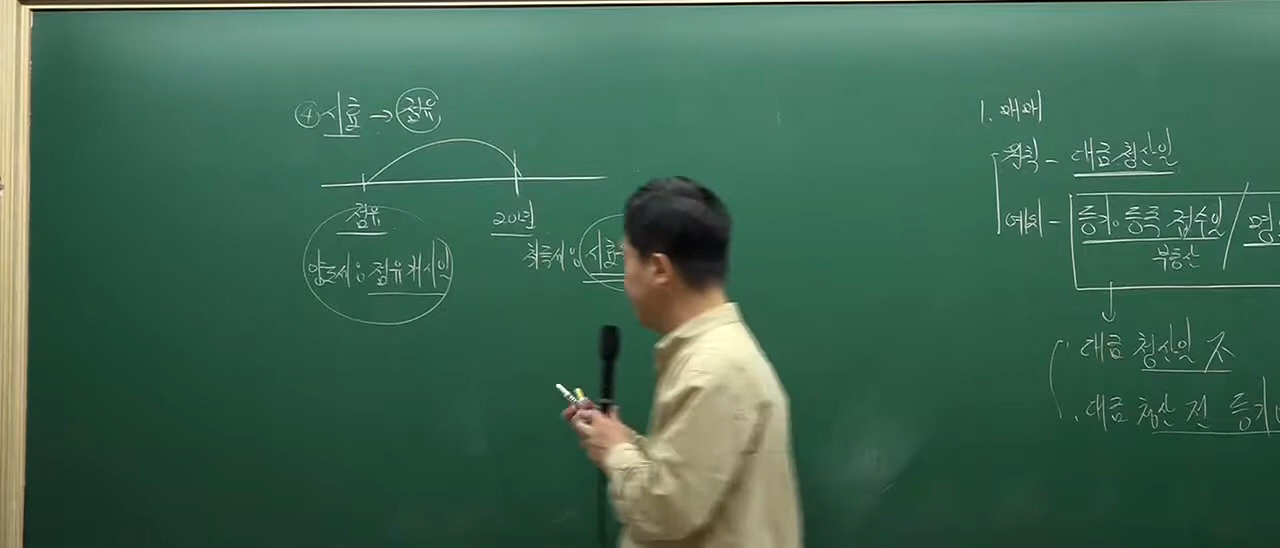 ④ 시효 → 점유
점유
20년
양도세: 점유개시일
취득세: 시효
1. 매매
원칙 - 대금청산일
예외 - 등기·등록 접수일 /
부동산
대금 청산일 不
대금 청산 전 등기